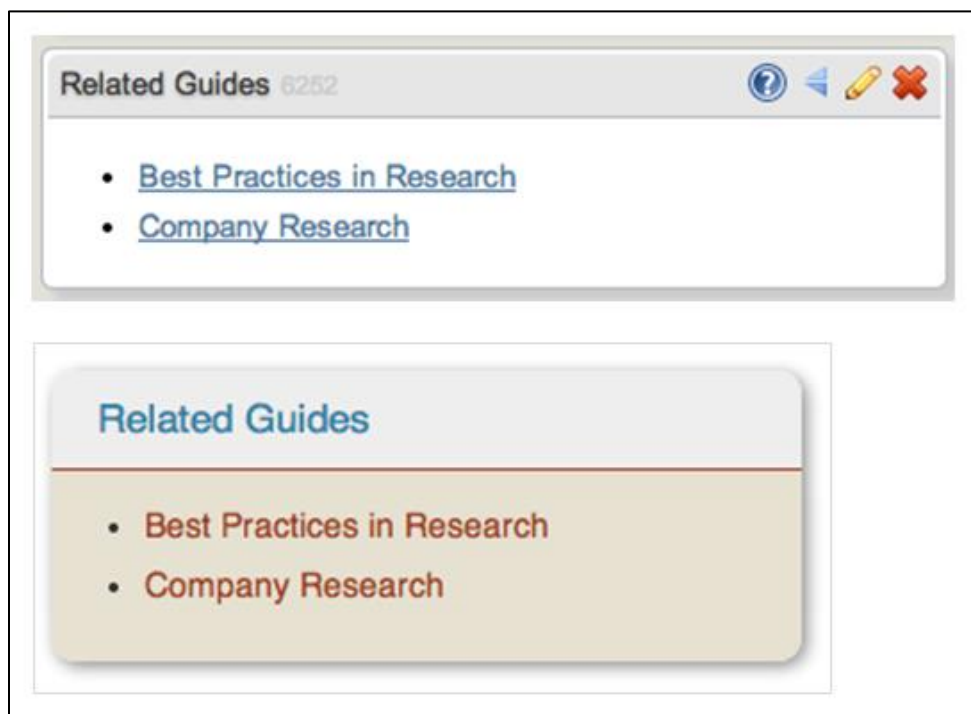 Related Guides 6252
• Best Practices in Research
• Company Research
Related Guides
• Best Practices in Research
• Company Research